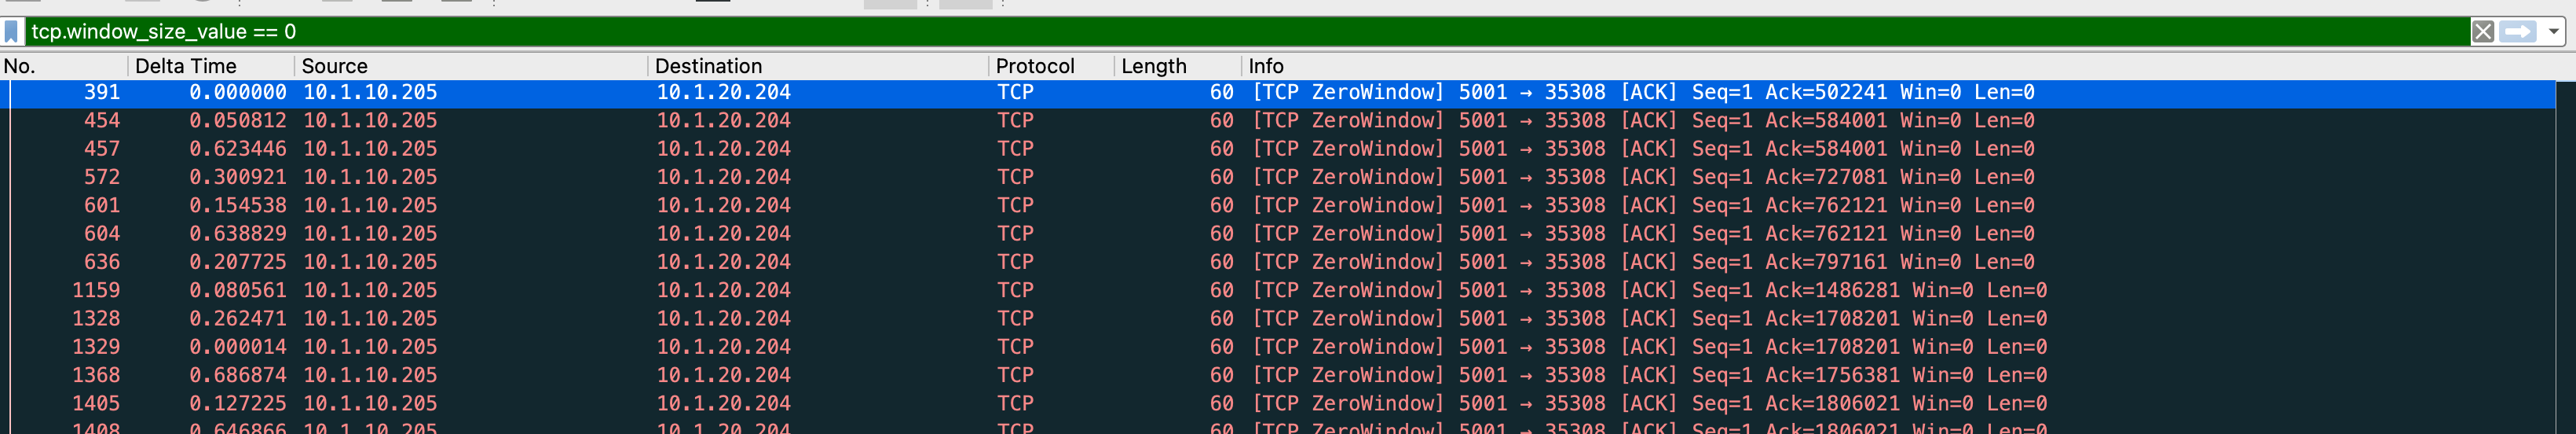 tcp.window_size_value == 0
No. Delta Time Source Destination Protocol Length Info
391 0.000000 10.1.10.205 10.1.20.204 TCP 60 [TCP ZeroWindow] 5001 → 35308 [ACK] Seq=1 Ack=502241 Win=0 Len=0
454 0.050812 10.1.10.205 10.1.20.204 TCP 60 [TCP ZeroWindow] 5001 → 35308 [ACK] Seq=1 Ack=584001 Win=0 Len=0
457 0.623446 10.1.10.205 10.1.20.204 TCP 60 [TCP ZeroWindow] 5001 → 35308 [ACK] Seq=1 Ack=584001 Win=0 Len=0
572 0.300921 10.1.10.205 10.1.20.204 TCP 60 [TCP ZeroWindow] 5001 → 35308 [ACK] Seq=1 Ack=727081 Win=0 Len=0
601 0.154538 10.1.10.205 10.1.20.204 TCP 60 [TCP ZeroWindow] 5001 → 35308 [ACK] Seq=1 Ack=762121 Win=0 Len=0
604 0.638829 10.1.10.205 10.1.20.204 TCP 60 [TCP ZeroWindow] 5001 → 35308 [ACK] Seq=1 Ack=762121 Win=0 Len=0
636 0.207725 10.1.10.205 10.1.20.204 TCP 60 [TCP ZeroWindow] 5001 → 35308 [ACK] Seq=1 Ack=797161 Win=0 Len=0
1159 0.080561 10.1.10.205 10.1.20.204 TCP 60 [TCP ZeroWindow] 5001 → 35308 [ACK] Seq=1 Ack=1486281 Win=0 Len=0
1328 0.262471 10.1.10.205 10.1.20.204 TCP 60 [TCP ZeroWindow] 5001 → 35308 [ACK] Seq=1 Ack=1708201 Win=0 Len=0
1329 0.000014 10.1.10.205 10.1.20.204 TCP 60 [TCP ZeroWindow] 5001 → 35308 [ACK] Seq=1 Ack=1708201 Win=0 Len=0
1368 0.686874 10.1.10.205 10.1.20.204 TCP 60 [TCP ZeroWindow] 5001 → 35308 [ACK] Seq=1 Ack=1756381 Win=0 Len=0
1405 0.127225 10.1.10.205 10.1.20.204 TCP 60 [TCP ZeroWindow] 5001 → 35308 [ACK] Seq=1 Ack=1806021 Win=0 Len=0
1408 0.646866 10.1.10.205 10.1.20.204 TCP 60 [TCP ZeroWindow] 5001 → 35308 [ACK] Seq=1 Ack=1806021 Win=0 Len=0